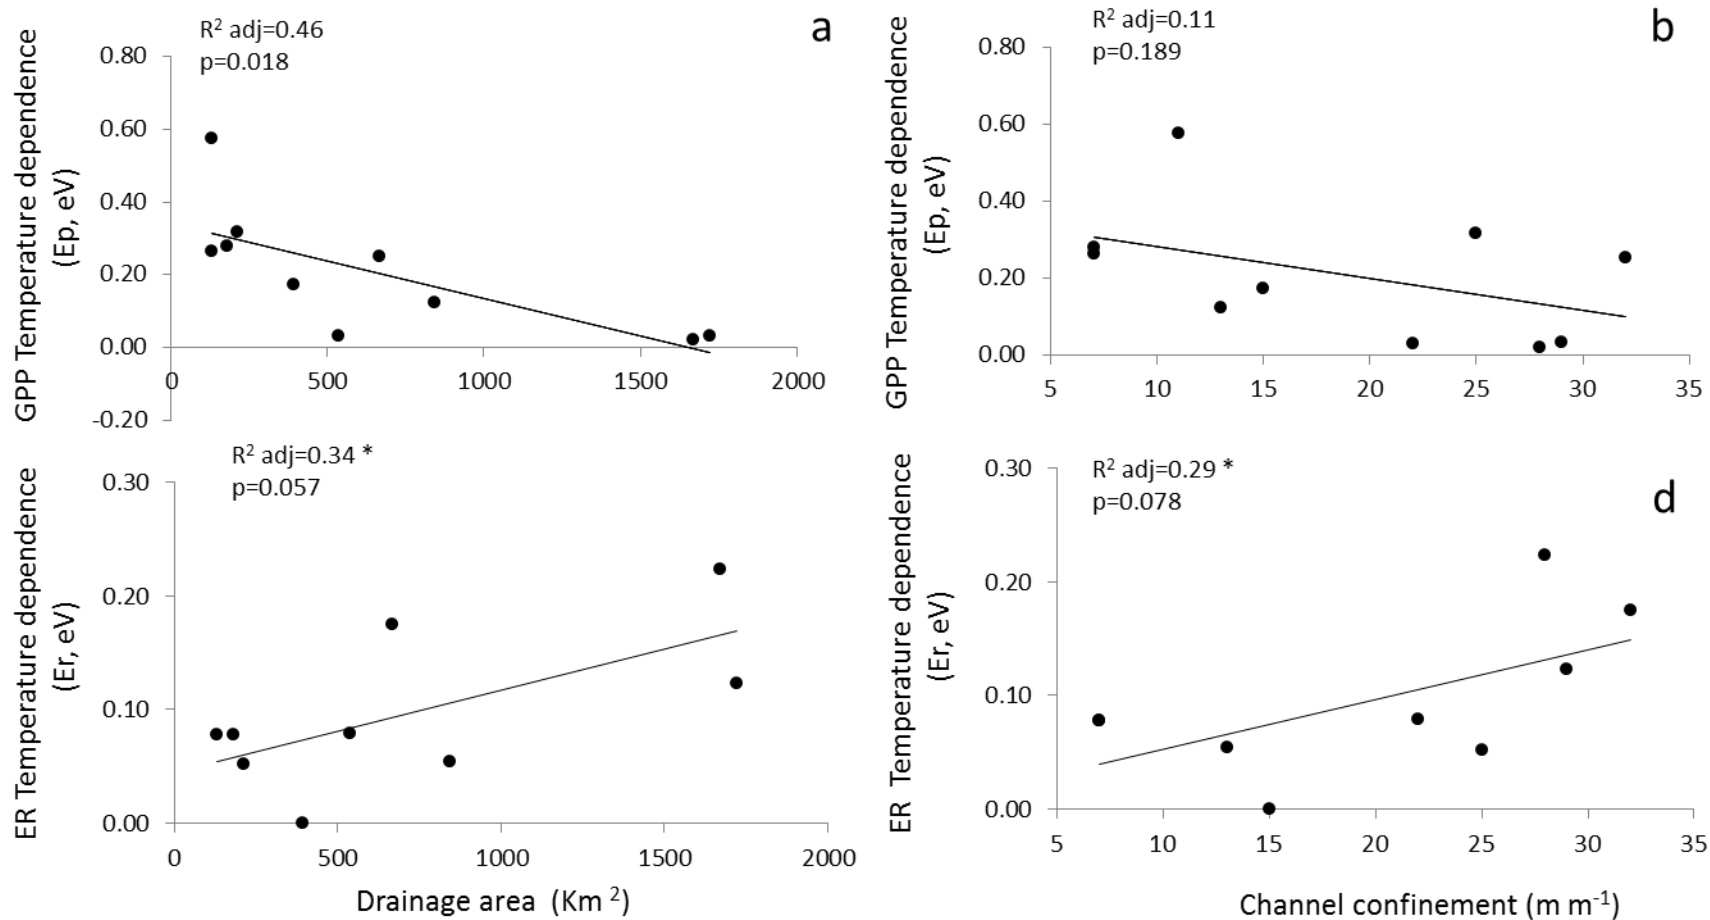 R² adj=0.46
p=0.018
a
GPP Temperature dependence
(Ep, eV)
0.80
0.60
0.40
0.20
0.00
-0.20
0 500 1000 1500 2000
R² adj=0.11
p=0.189
b
GPP Temperature dependence
(Ep, eV)
0.80
0.60
0.40
0.20
0.00
5 10 15 20 25 30 35
R² adj=0.34 *
p=0.057
ER Temperature dependence
(Er, eV)
0.30
0.20
0.10
0.00
0 500 1000 1500 2000
Drainage area (Km ²)
R² adj=0.29 *
p=0.078
d
ER Temperature dependence
(Er, eV)
0.30
0.20
0.10
0.00
5 10 15 20 25 30 35
Channel confinement (m m⁻¹)